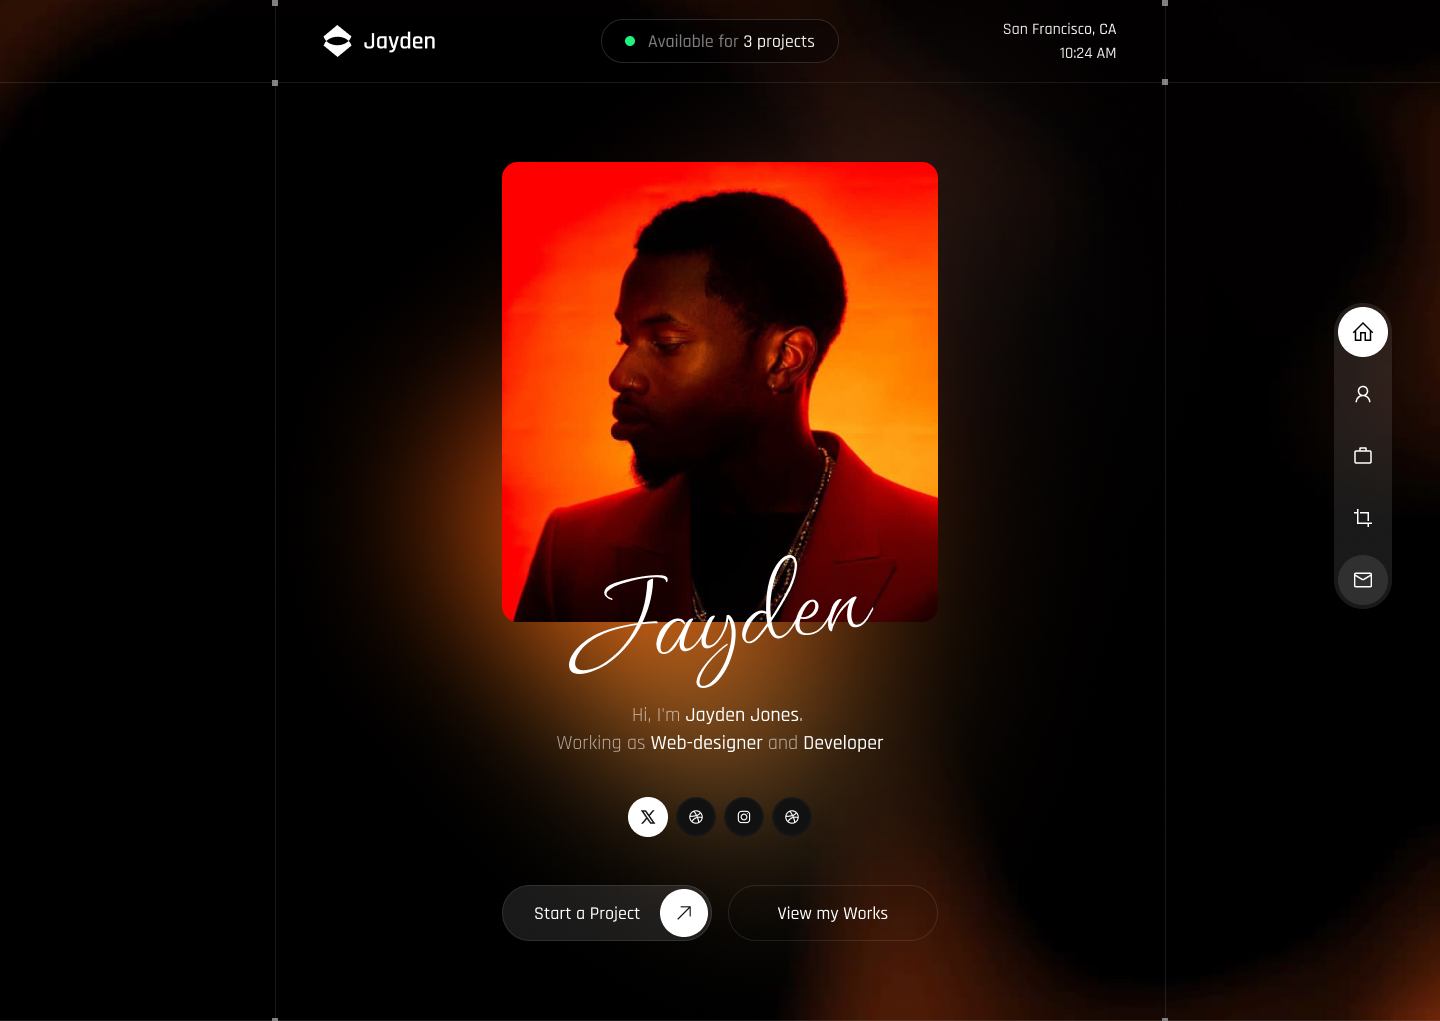 Jayden
Available for 3 projects
San Francisco, CA
10:24 AM
Jayden
Hi, I'm Jayden Jones.
Working as Web-designer and Developer
Start a Project
View my Works